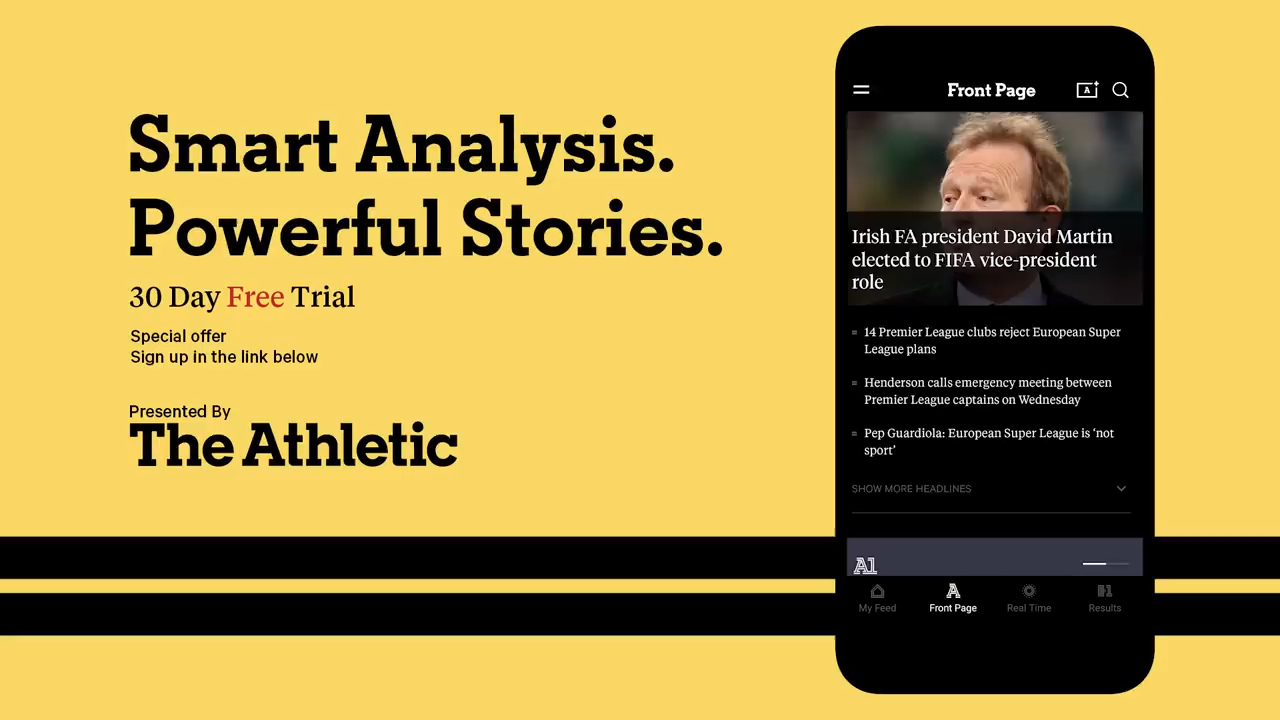 Smart Analysis.
Powerful Stories.
30 Day Free Trial
Special offer
Sign up in the link below
Presented By
The Athletic
Front Page
A
Irish FA president David Martin
elected to FIFA vice-president
role
14 Premier League clubs reject European Super
League plans
Henderson calls emergency meeting between
Premier League captains on Wednesday
Pep Guardiola: European Super League is ‘not
sport’
SHOW MORE HEADLINES
A1
My Feed
Front Page
Real Time
Results